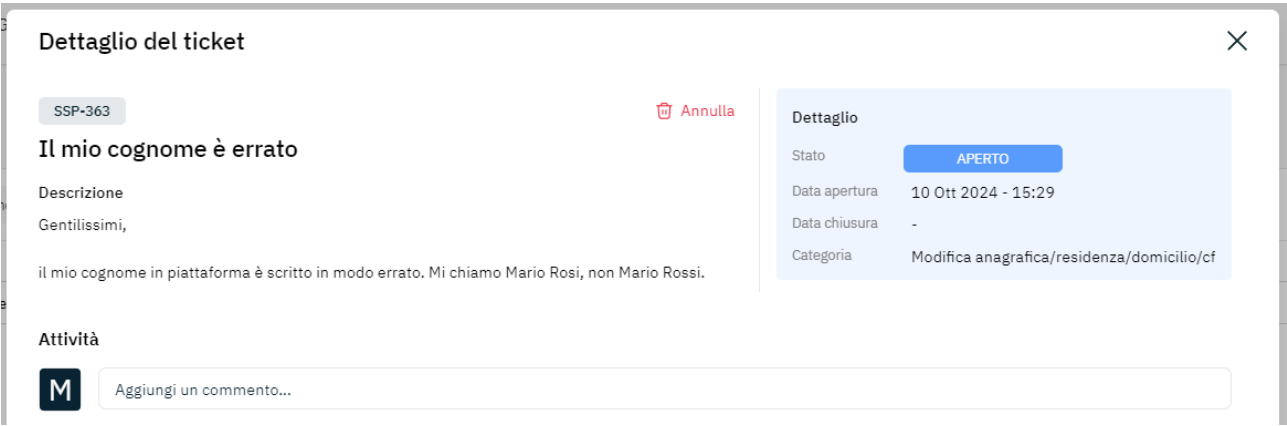 Dettaglio del ticket
SSP-363
Annulla
Il mio cognome è errato
Descrizione
Gentilissimi,
il mio cognome in piattaforma è scritto in modo errato. Mi chiamo Mario Rosi, non Mario Rossi.
Dettaglio
Stato APERTO
Data apertura 10 Ott 2024 - 15:29
Data chiusura -
Categoria Modifica anagrafica/residenza/domicilio/cf
Attività
M Aggiungi un commento...